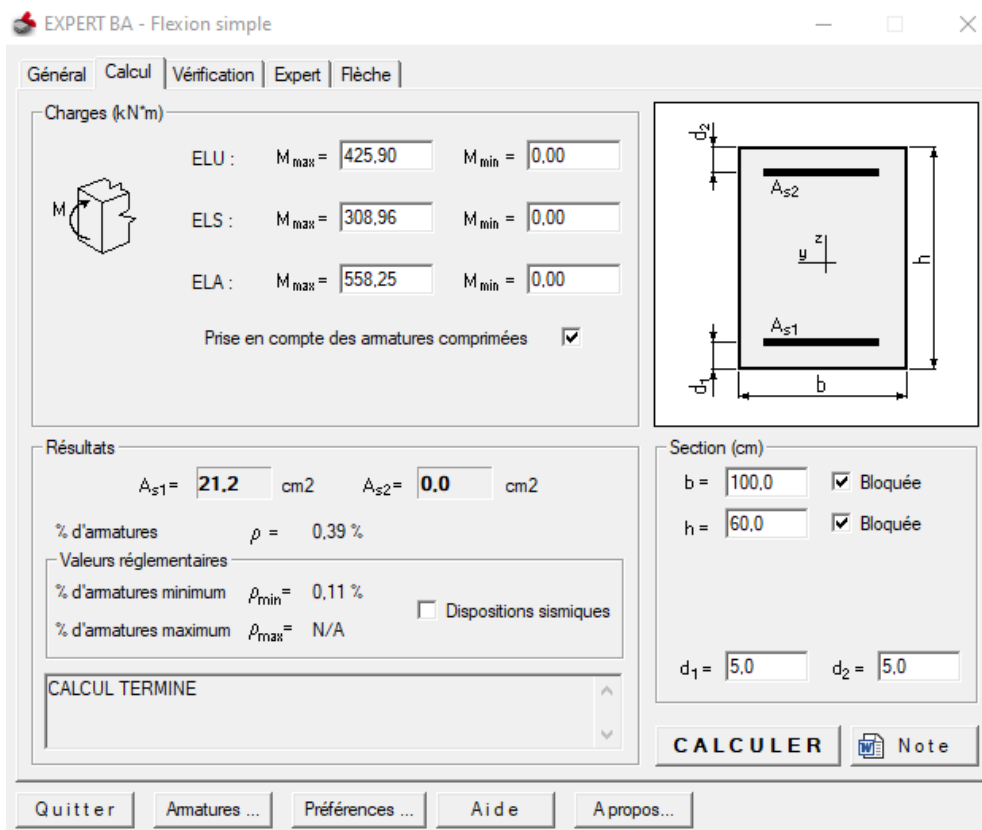 EXPERT BA - Flexion simple
Général Calcul Vérification Expert Flèche
Charges (kN*m)
ELU : M max = 425,90 M min = 0,00
M
ELS : M max = 308,96 M min = 0,00
ELA : M max = 558,25 M min = 0,00
Prise en compte des armatures comprimées
d2
As2
z
y
h
As1
d1
b
Résultats
As1 = 21,2 cm2 As2 = 0,0 cm2
% d'armatures ρ = 0,39 %
Valeurs réglementaires
% d'armatures minimum ρmin = 0,11 %
Dispositions sismiques
% d'armatures maximum ρmax = N/A
CALCUL TERMINE
Section (cm)
b = 100,0 Bloquée
h = 60,0 Bloquée
d1 = 5,0 d2 = 5,0
CALCULER Note
Quitter Armatures ... Préférences ... Aide A propos...